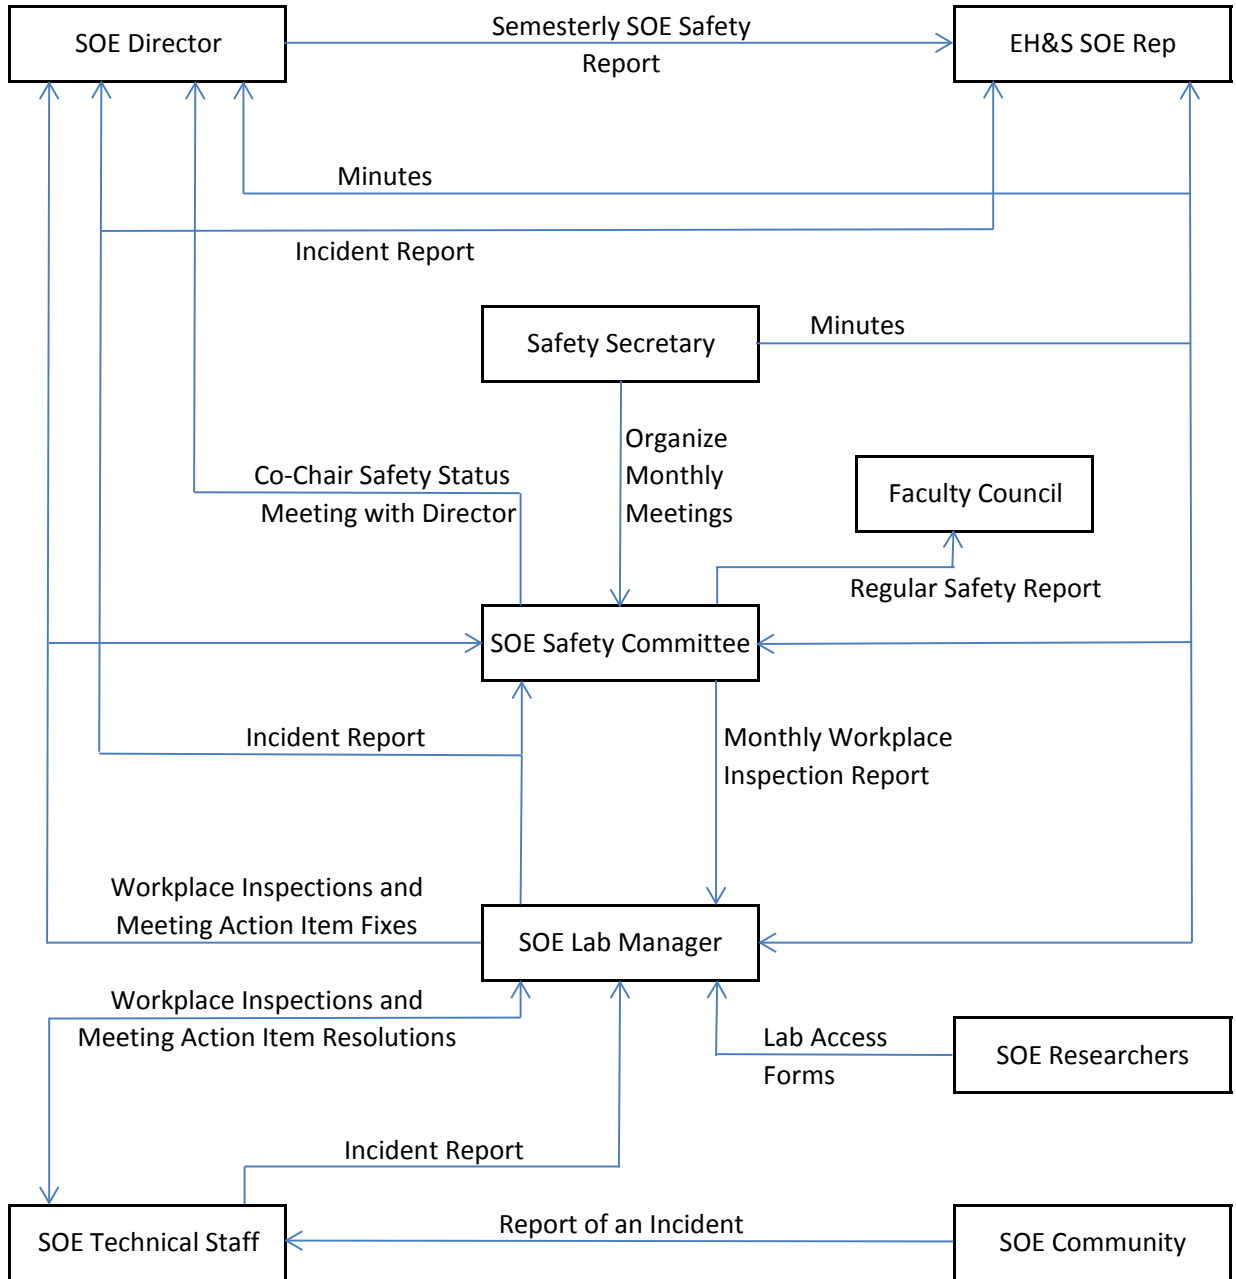 SOE Director
Semesterly SOE Safety
Report
EH&S SOE Rep
Minutes
Incident Report
Safety Secretary
Minutes
Organize
Monthly
Meetings
Co-Chair Safety Status
Meeting with Director
Faculty Council
Regular Safety Report
SOE Safety Committee
Incident Report
Monthly Workplace
Inspection Report
Workplace Inspections and
Meeting Action Item Fixes
SOE Lab Manager
Workplace Inspections and
Meeting Action Item Resolutions
Lab Access
Forms
SOE Researchers
Incident Report
SOE Technical Staff
Report of an Incident
SOE Community